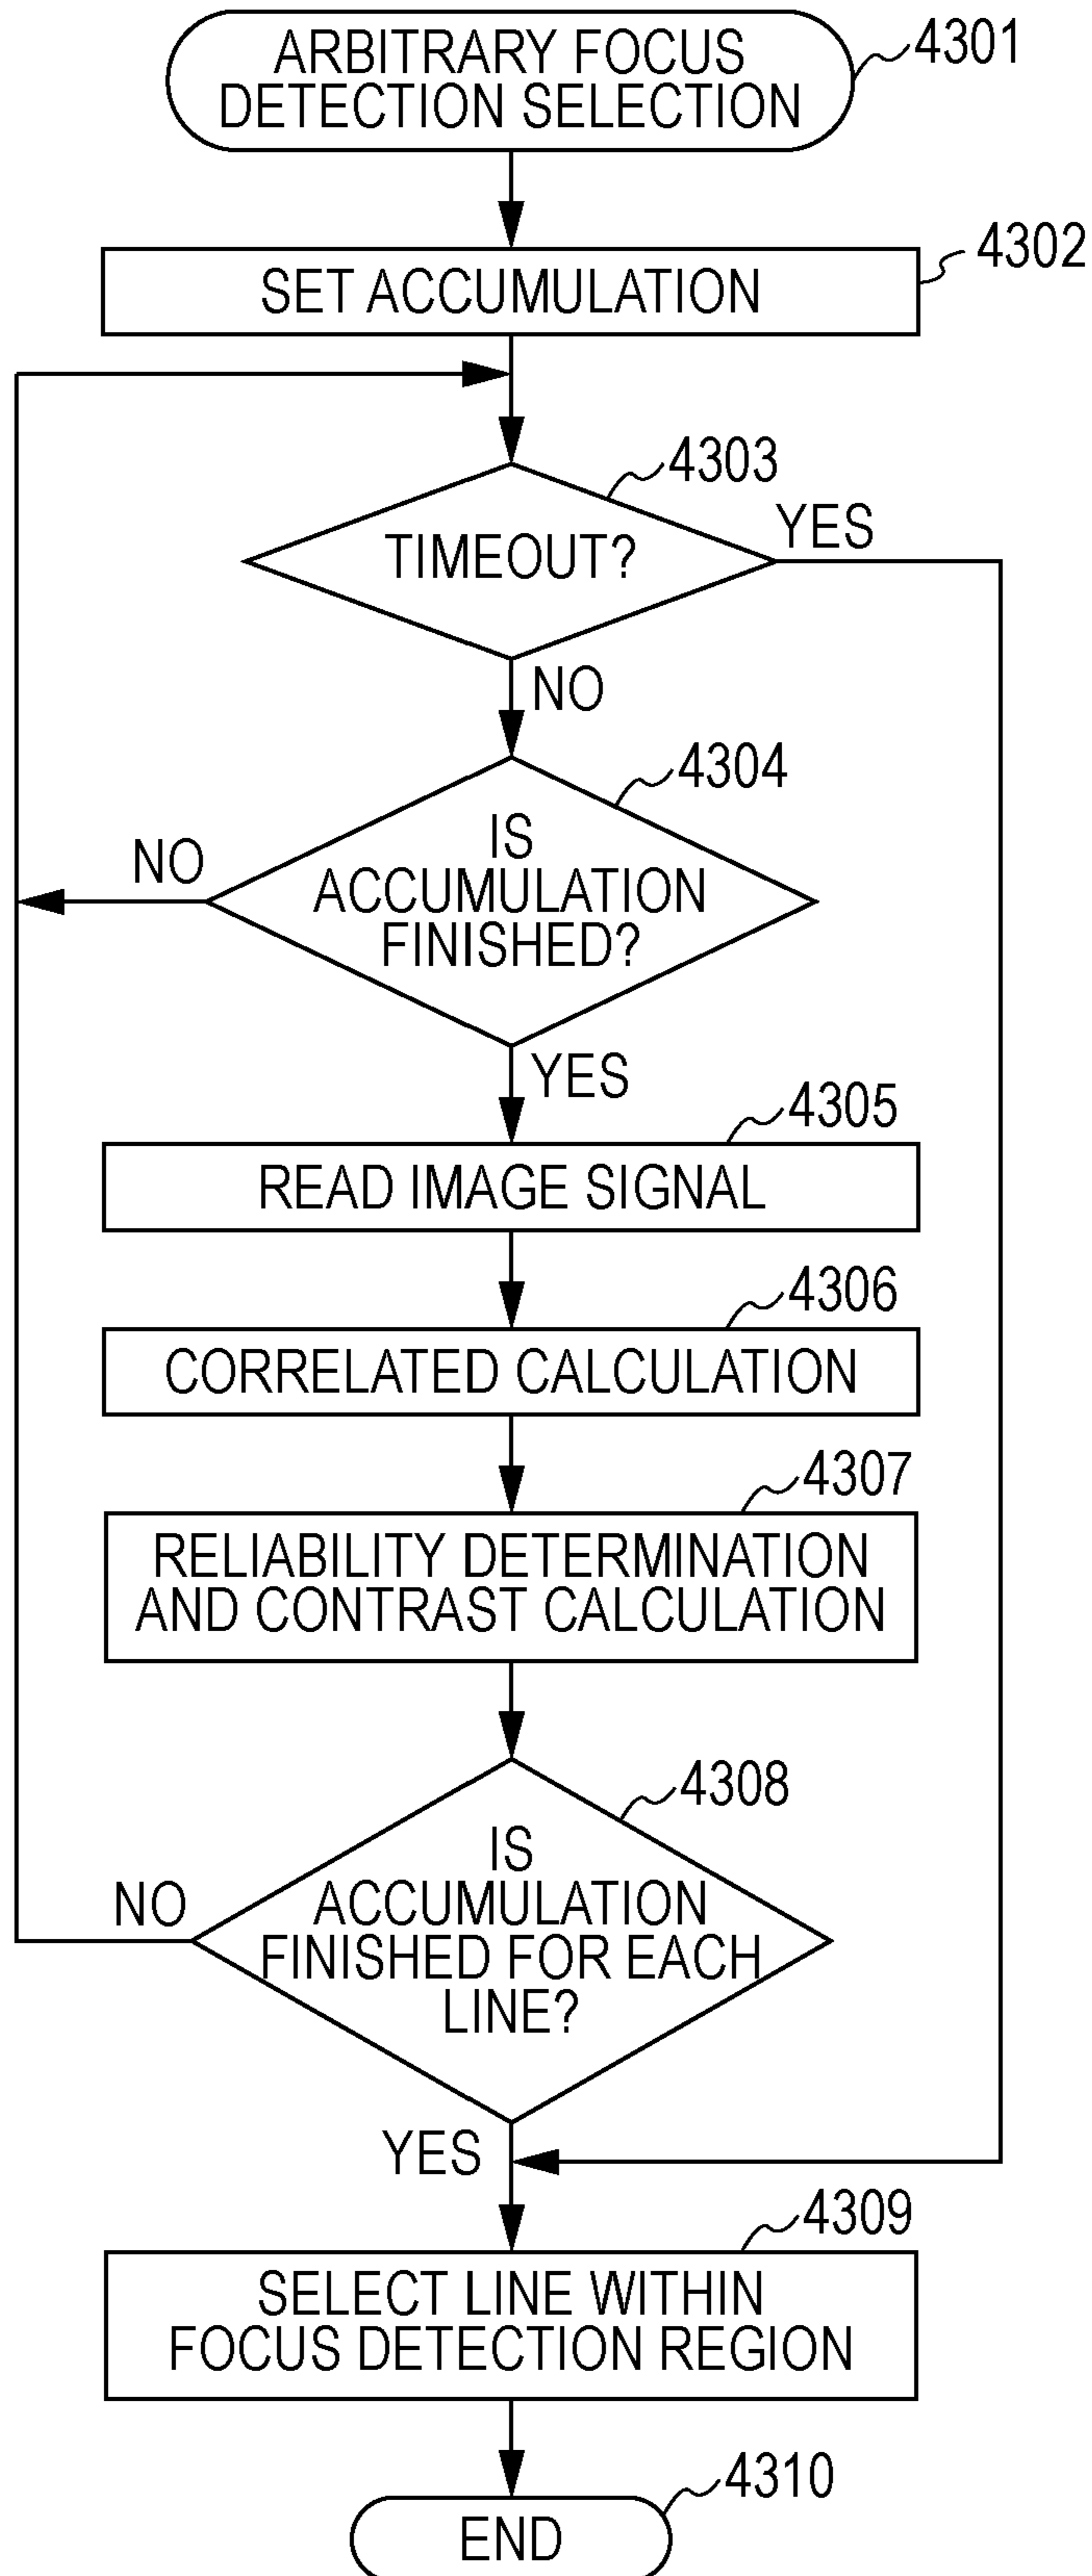 ARBITRARY FOCUS
DETECTION SELECTION
4301
SET ACCUMULATION
4302
TIMEOUT?
4303
YES
NO
IS
ACCUMULATION
FINISHED?
4304
NO
YES
READ IMAGE SIGNAL
4305
CORRELATED CALCULATION
4306
RELIABILITY DETERMINATION
AND CONTRAST CALCULATION
4307
IS
ACCUMULATION
FINISHED FOR EACH
LINE?
4308
NO
YES
SELECT LINE WITHIN
FOCUS DETECTION REGION
4309
END
4310